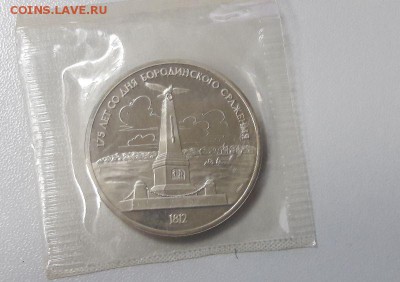 COINS.LAVE.RU
175 ЛЕТ СО ДНЯ БОРОДИНСКОГО СРАЖЕНИЯ
1812